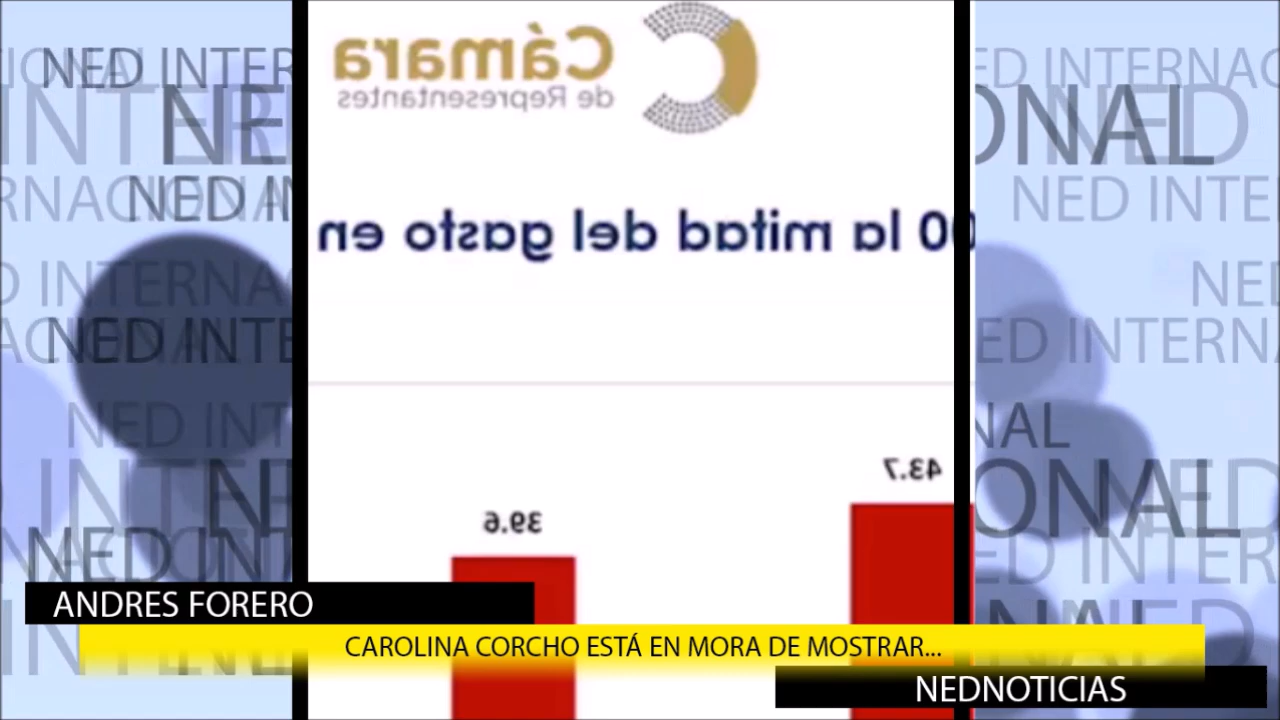 Cámara
de Representantes
00 la mitad del gasto en
43.7
39.6
NED INTERNACIONAL
ANDRES FORERO
CAROLINA CORCHO ESTÁ EN MORA DE MOSTRAR...
NEDNOTICIAS